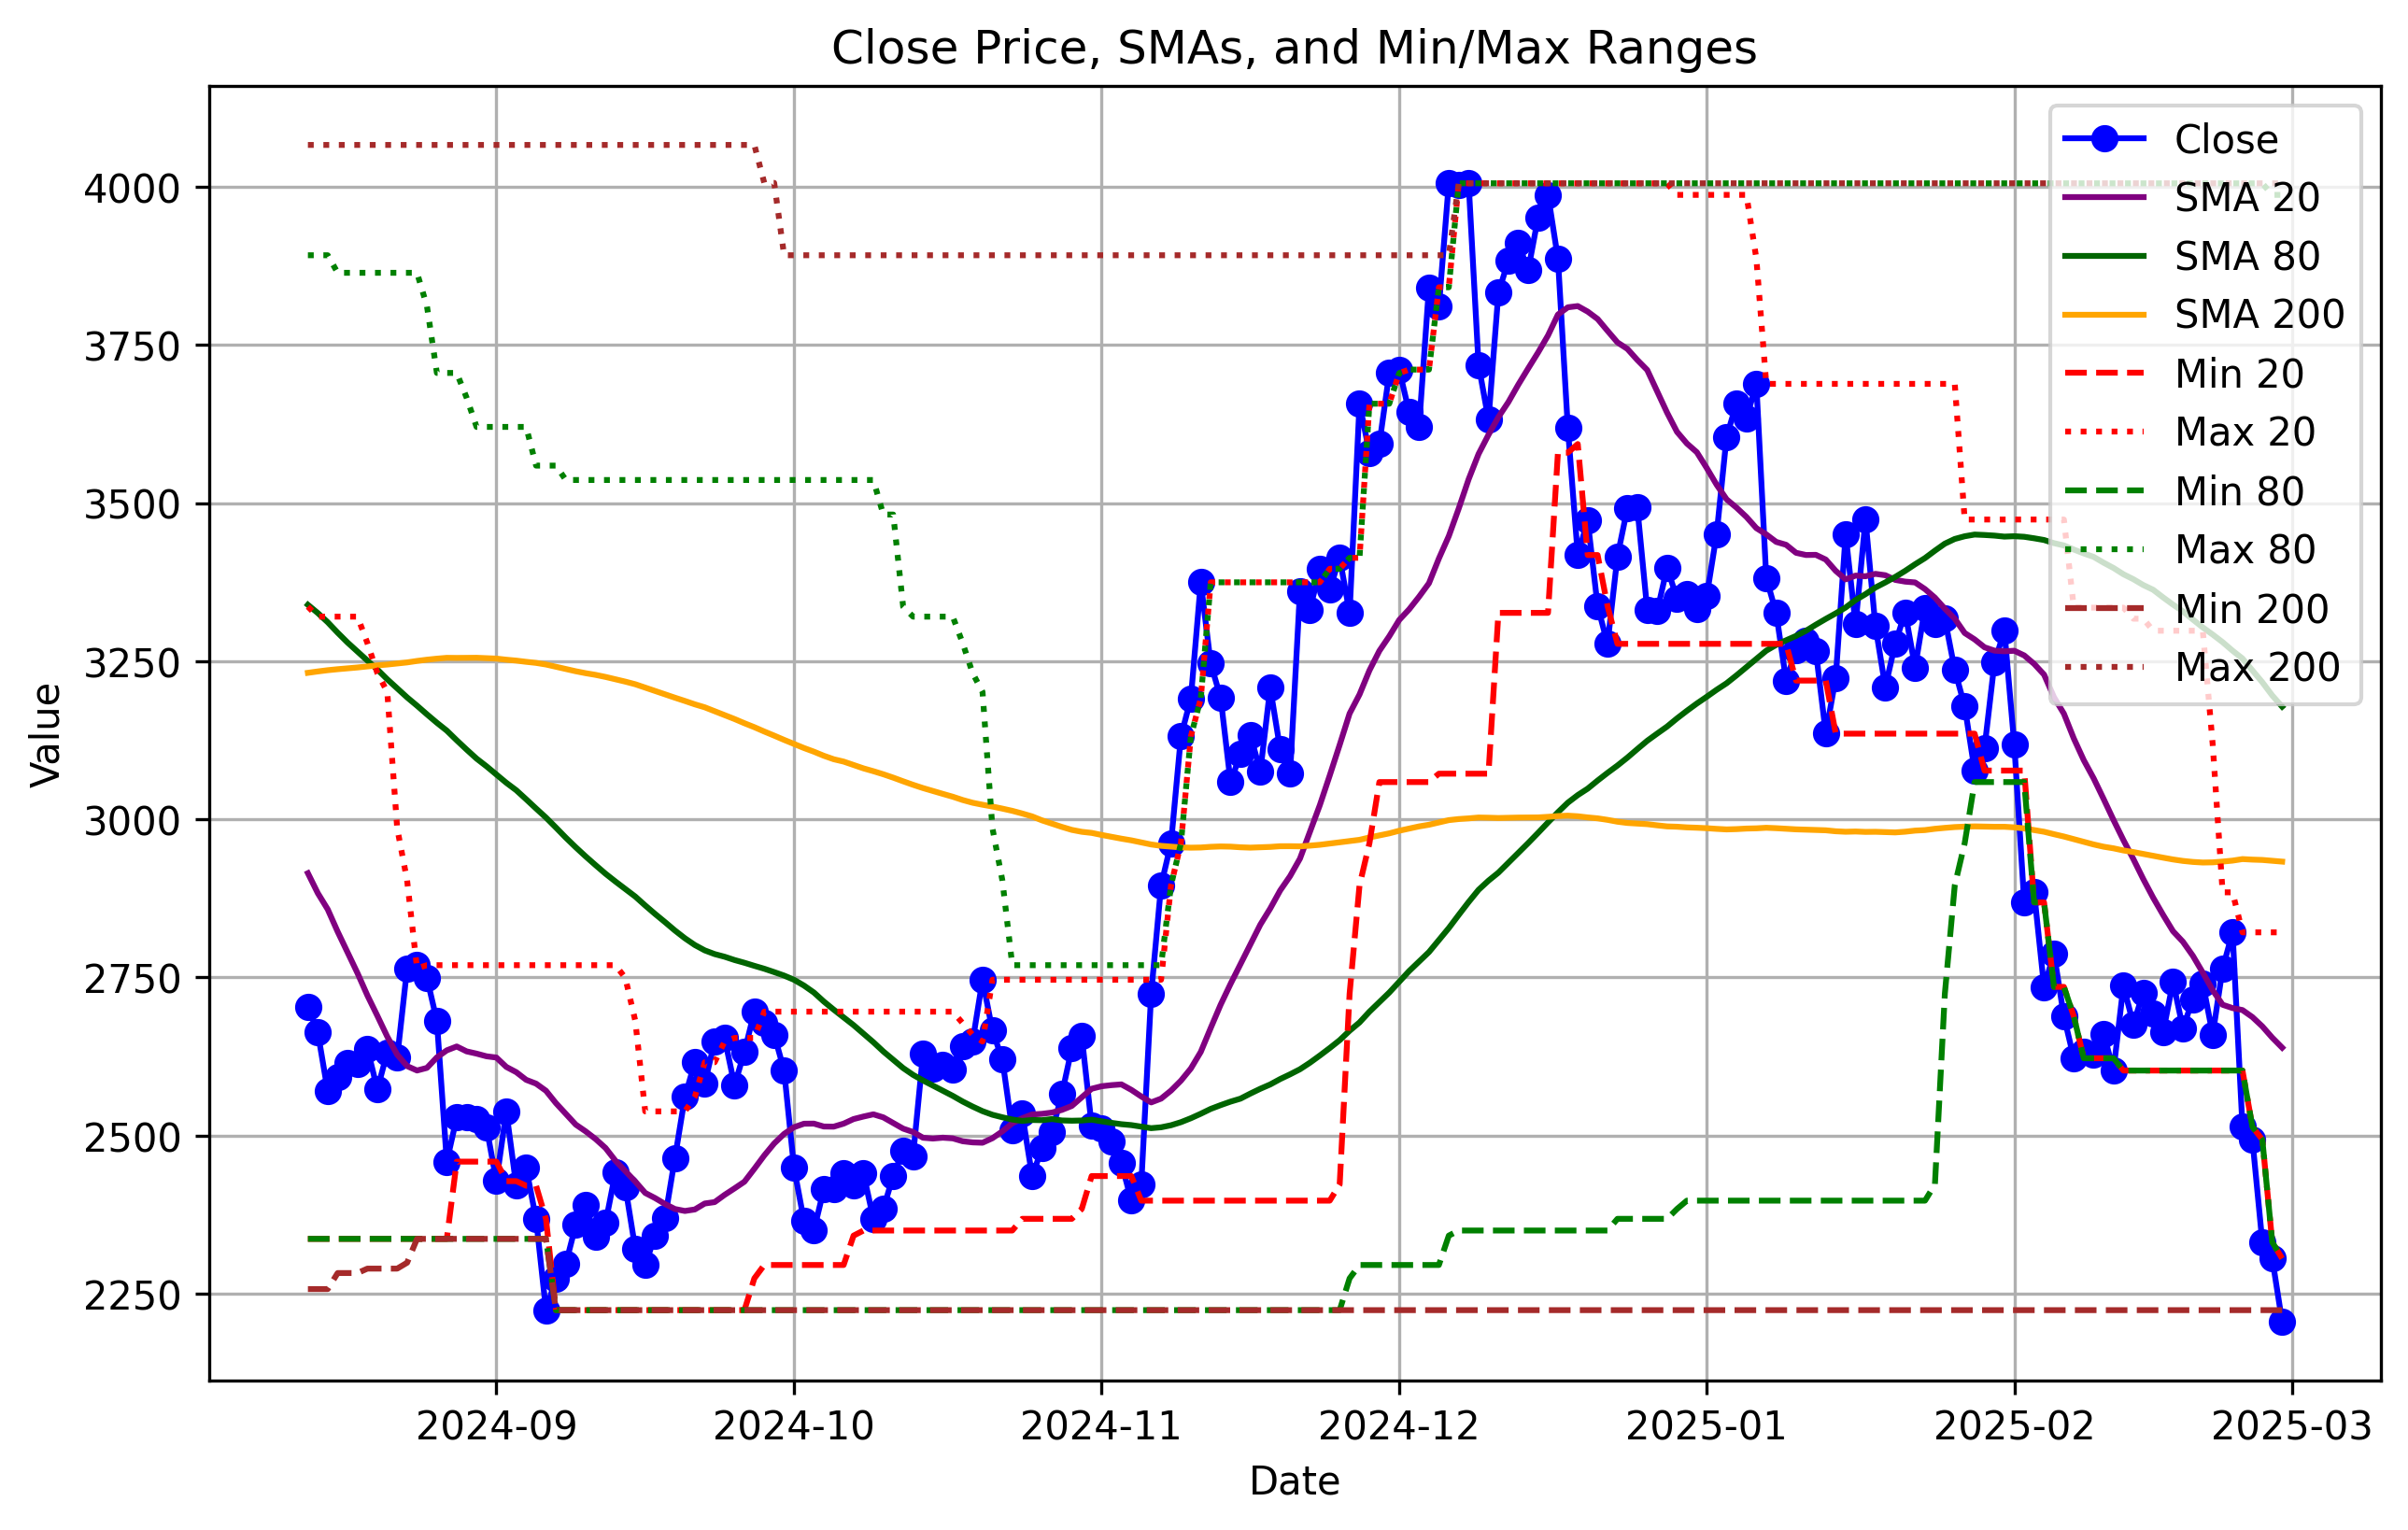 Close Price, SMAs, and Min/Max Ranges
Value
4000
3750
3500
3250
3000
2750
2500
2250
Close
SMA 20
SMA 80
SMA 200
Min 20
Max 20
Min 80
Max 80
Min 200
Max 200
2024-09
2024-10
2024-11
2024-12
2025-01
2025-02
2025-03
Date